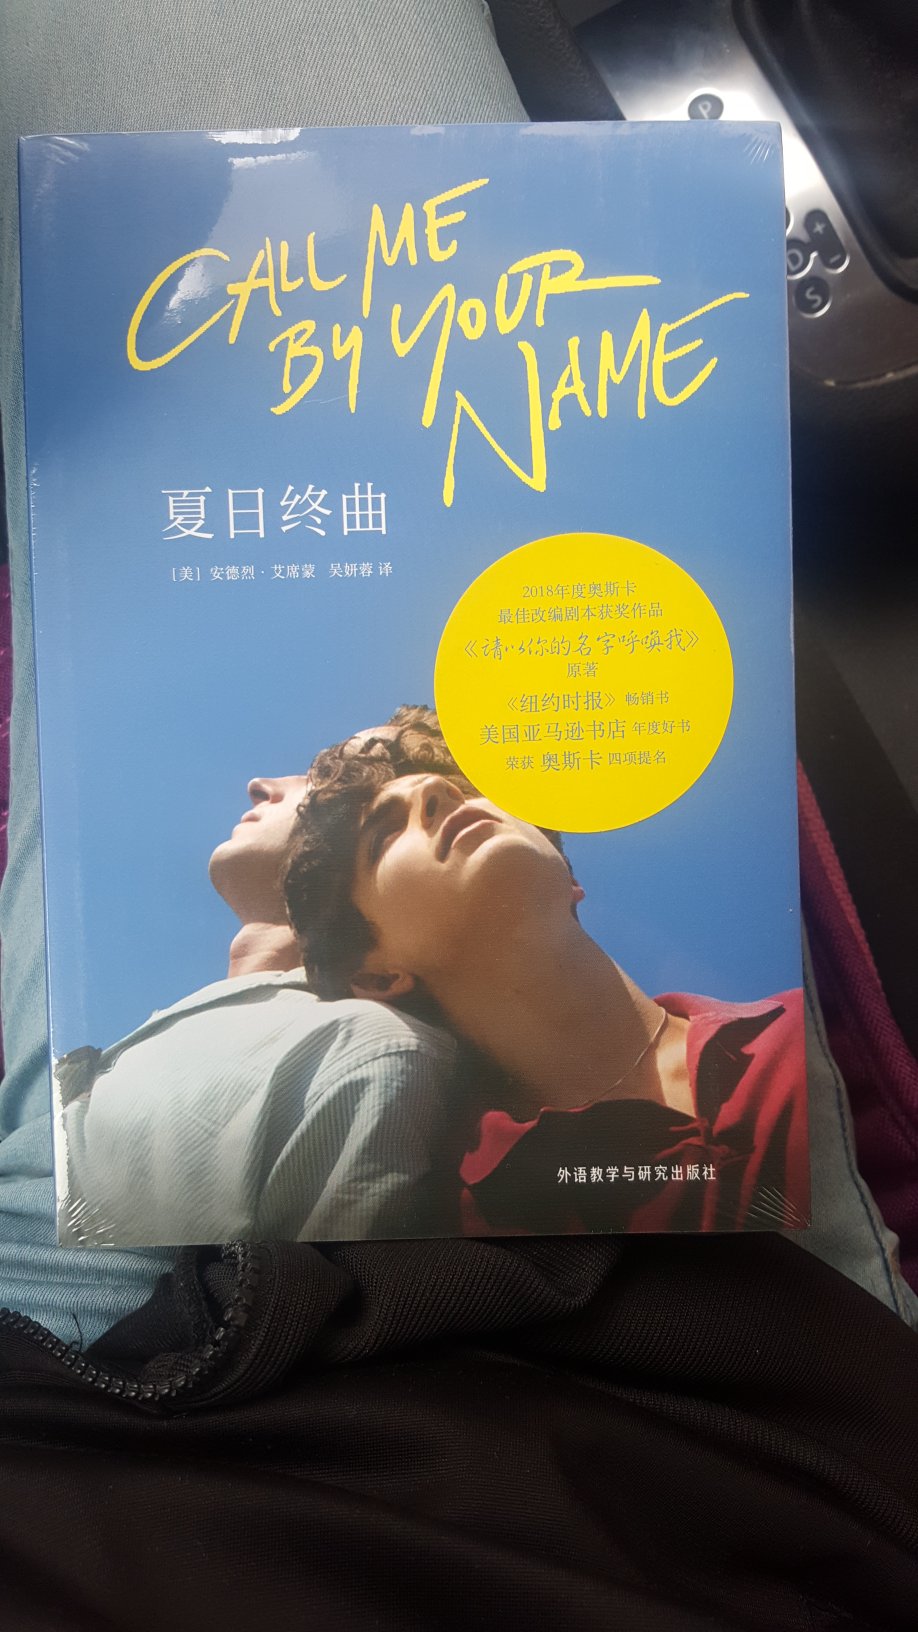 P
+
D -
S
CALL ME
BY YOUR
NAME
夏日终曲
[美] 安德烈·艾席蒙 吴妍蓉 译
2018年度奥斯卡
最佳改编剧本获奖作品
《请以你的名字呼唤我》
原著
《纽约时报》畅销书
美国亚马逊书店 年度好书
荣获 奥斯卡 四项提名
外语教学与研究出版社